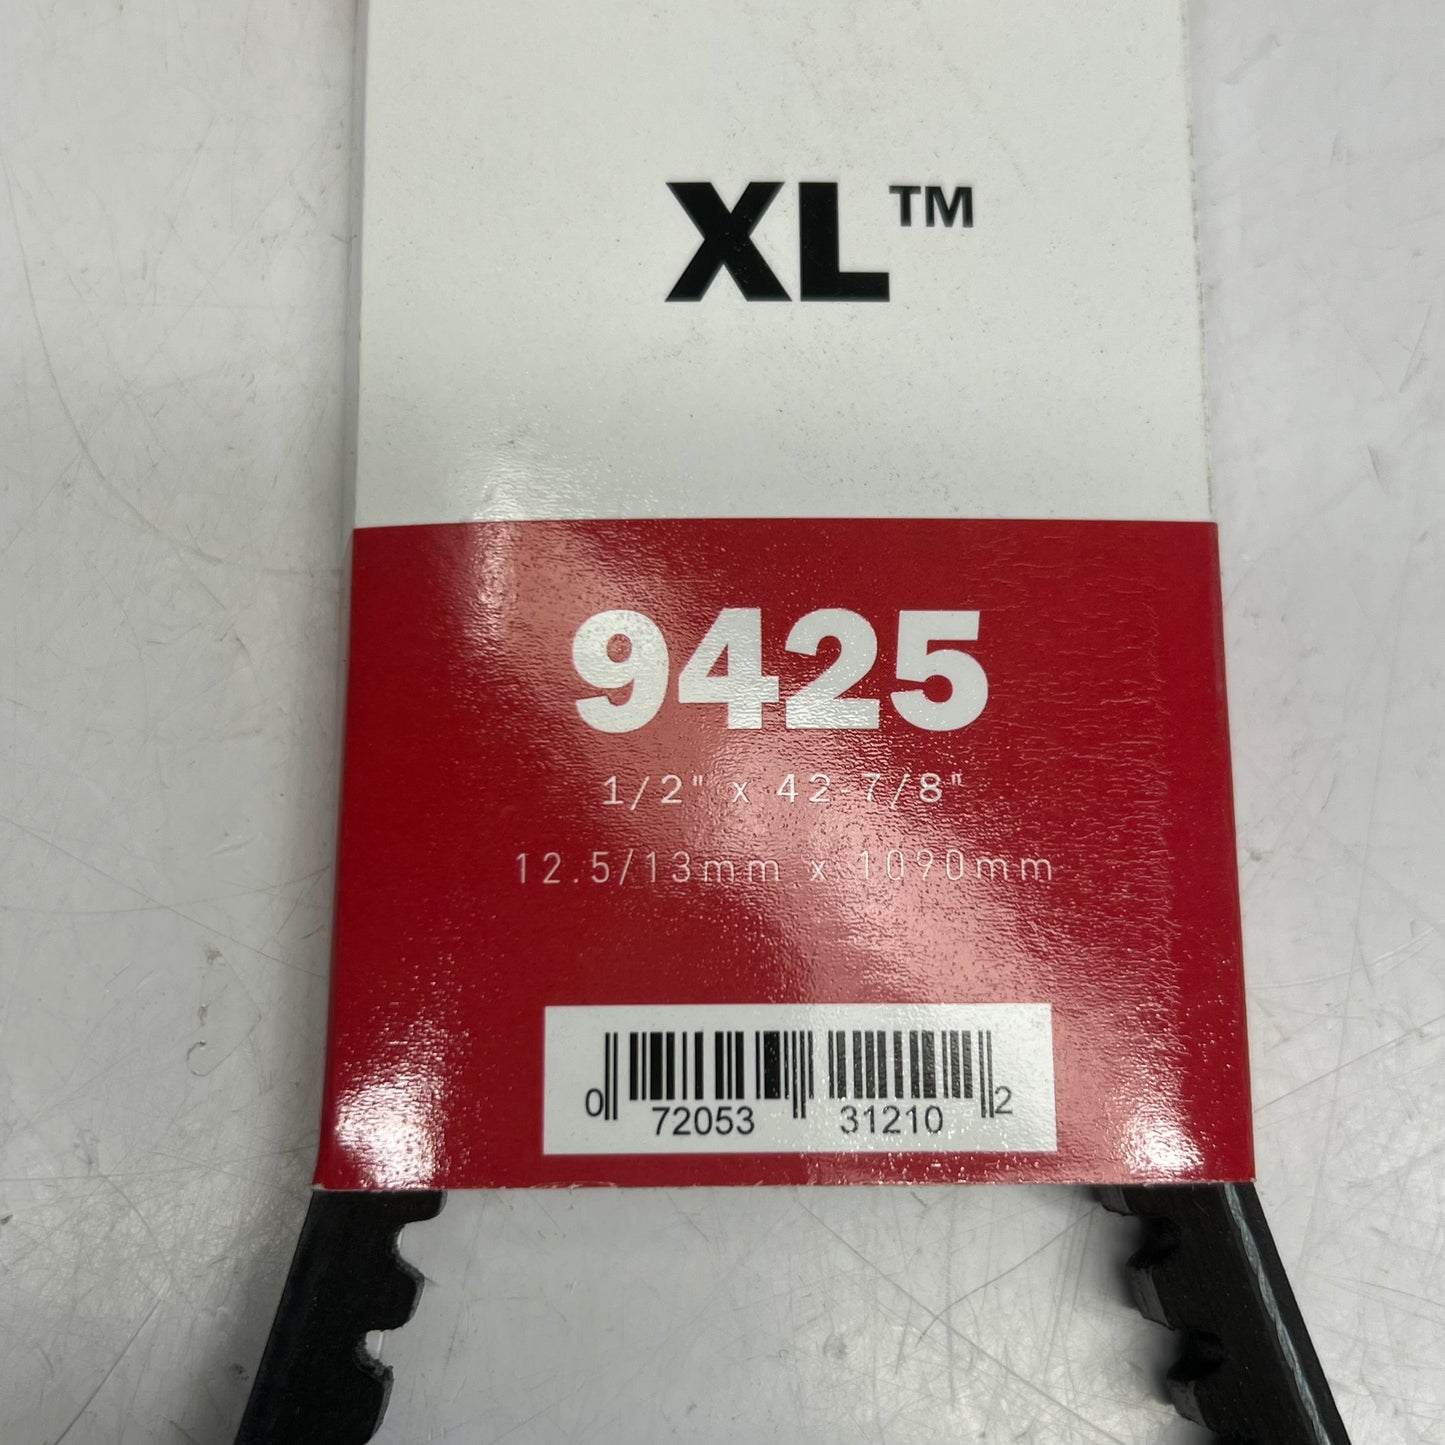 XL™
9425
1/2" x 42-7/8"
12.5/13mm x 1090mm
0 72053 31210 2